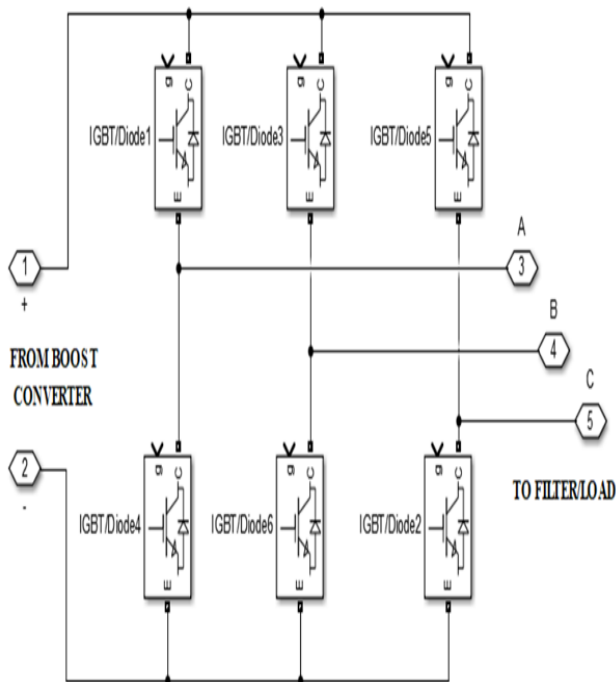 g C
IGBT/Diode1
E
g C
IGBT/Diode3
E
g C
IGBT/Diode5
E
A
1
3
+
B
4
FROM BOOST
CONVERTER
C
5
2
-
TO FILTER/LOAD
g C
IGBT/Diode4
E
g C
IGBT/Diode6
E
g C
IGBT/Diode2
E